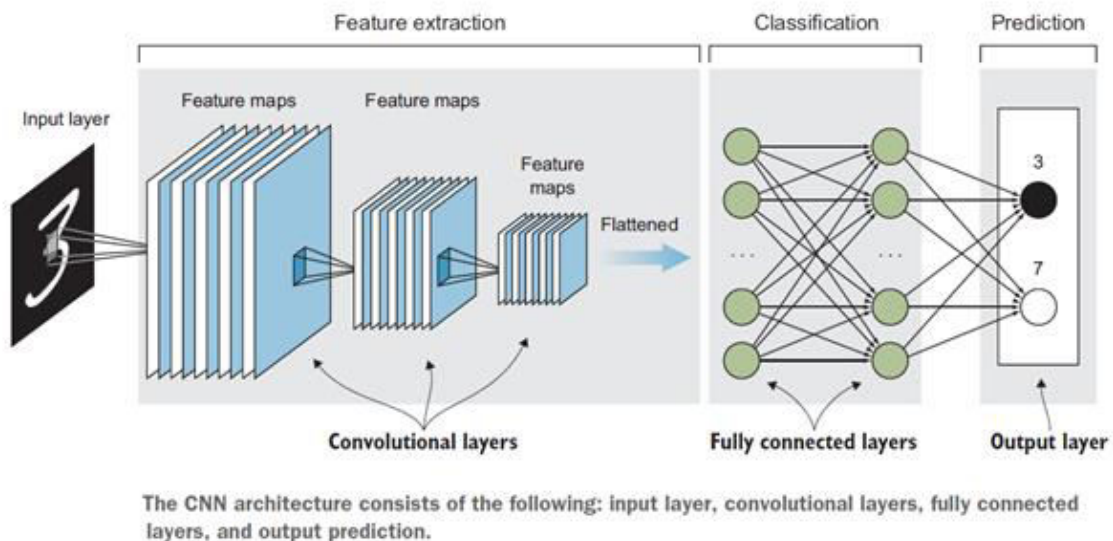 Feature extraction
Classification
Prediction
Input layer
3
Feature maps
Feature maps
Feature
maps
Flattened
. . .
. . .
3
7
Convolutional layers
Fully connected layers
Output layer
The CNN architecture consists of the following: input layer, convolutional layers, fully connected
layers, and output prediction.